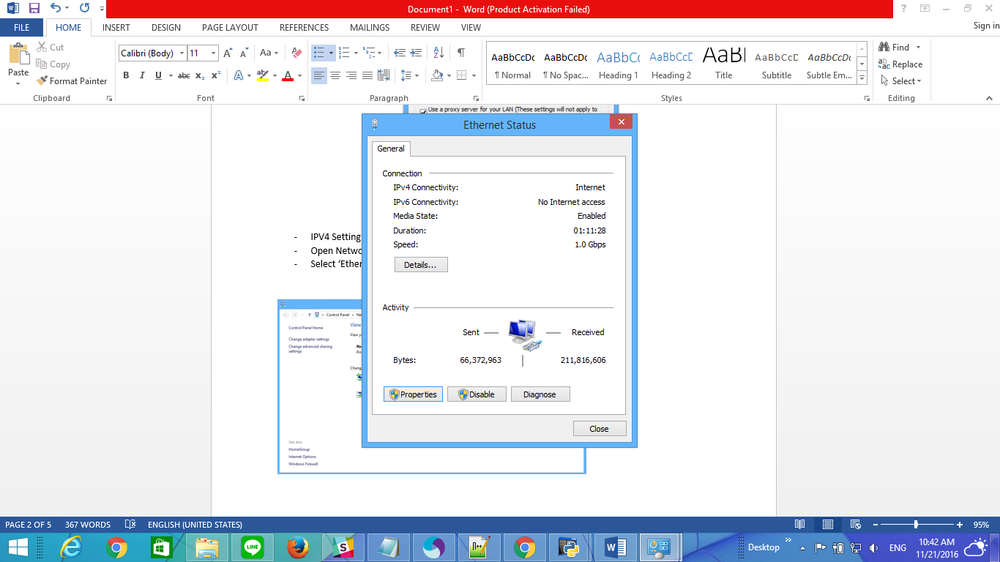 Document1 - Word (Product Activation Failed)
FILE HOME INSERT DESIGN PAGE LAYOUT REFERENCES MAILINGS REVIEW VIEW Sign in
Paste
Cut
Copy
Format Painter
Clipboard
Calibri (Body) 11
Font
Paragraph
AaBbCcDc AaBbCcDc AaBbCc AaBbCcD AaBl AaBbCcD AaBbCcDc
¶ Normal ¶ No Spac... Heading 1 Heading 2 Title Subtitle Subtle Em...
Styles
Find
Replace
Select
Editing
Use a proxy server for your LAN (These settings will not apply to
- IPV4 Setting
- Open Netwo
- Select ‘Ether
Control Panel
Control Panel Home
View
View yo
Change adapter settings
Change advanced sharing
settings
Chang
See also
HomeGroup
Internet Options
Windows Firewall
Ethernet Status
General
Connection
IPv4 Connectivity: Internet
IPv6 Connectivity: No Internet access
Media State: Enabled
Duration: 01:11:28
Speed: 1.0 Gbps
Details...
Activity
Sent Received
Bytes: 66,372,963 211,816,606
Properties Disable Diagnose
Close
PAGE 2 OF 5 367 WORDS ENGLISH (UNITED STATES) 95%
LINE
Desktop
ENG
10:42 AM
11/21/2016